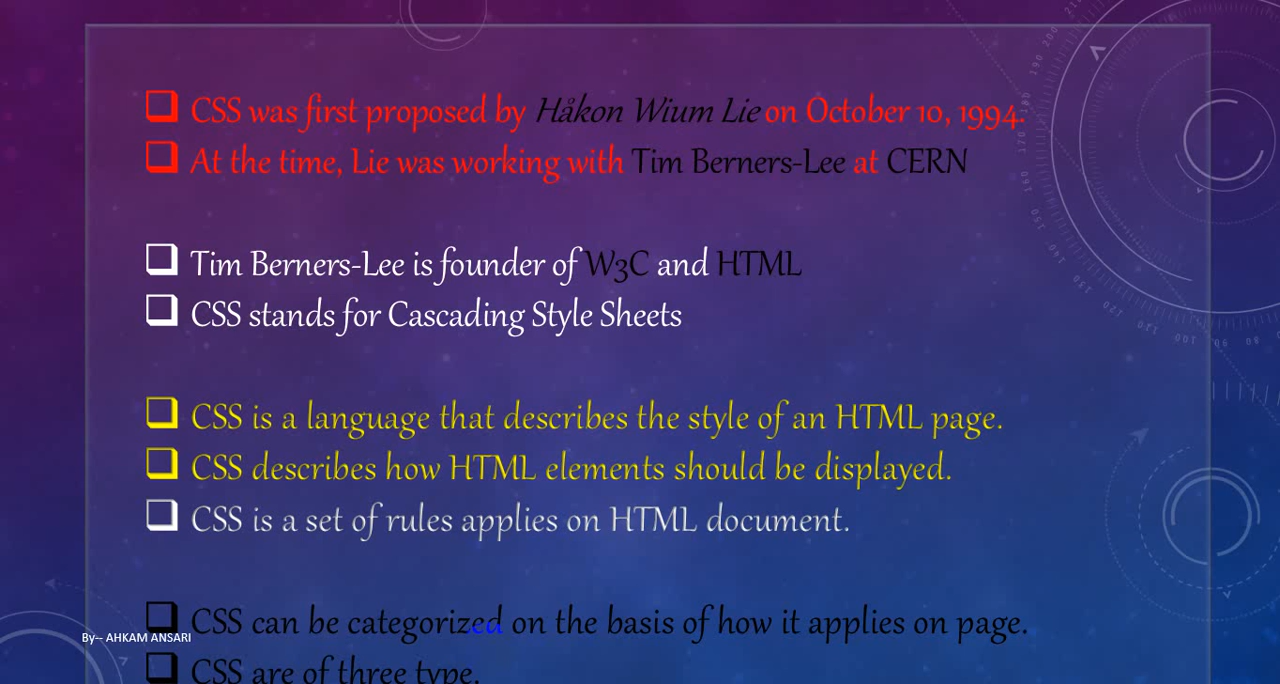 CSS was first proposed by Håkon Wium Lie on October 10, 1994.
At the time, Lie was working with Tim Berners-Lee at CERN
Tim Berners-Lee is founder of W3C and HTML
CSS stands for Cascading Style Sheets
CSS is a language that describes the style of an HTML page.
CSS describes how HTML elements should be displayed.
CSS is a set of rules applies on HTML document.
CSS can be categorized on the basis of how it applies on page.
By-- AHKAM ANSARI
CSS are of three type.